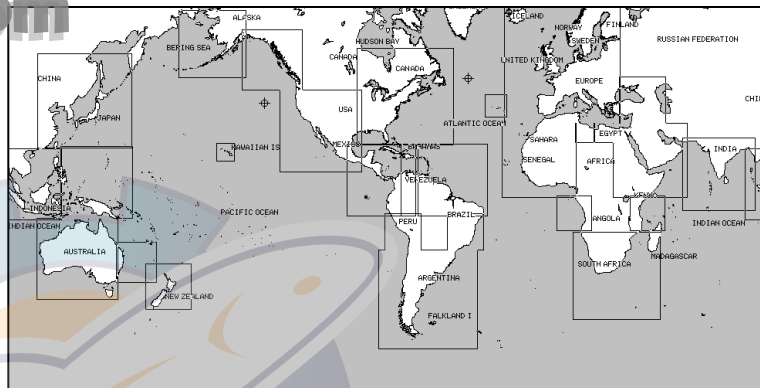 ALASKA
ICELAND
NORWAY
FINLAND
SWEDEN
RUSSIAN FEDERATION
BERING SEA
HUDSON BAY
CANADA
CANADA
UNITED KINGDOM
EUROPE
CHINA
CHI
USA
ATLANTIC OCEAN
JAPAN
MEXICO
BAHAMAS
SAHARA
EGYPT
HAWAIIAN IS
SENEGAL
AFRICA
INDIA
VENEZUELA
KENYA
INDONESIA
PACIFIC OCEAN
BRAZIL
PERU
ANGOLA
INDIAN OCEAN
INDIAN OCEAN
AUSTRALIA
MADAGASCAR
SOUTH AFRICA
ARGENTINA
NEW ZEALAND
FALKLAND I